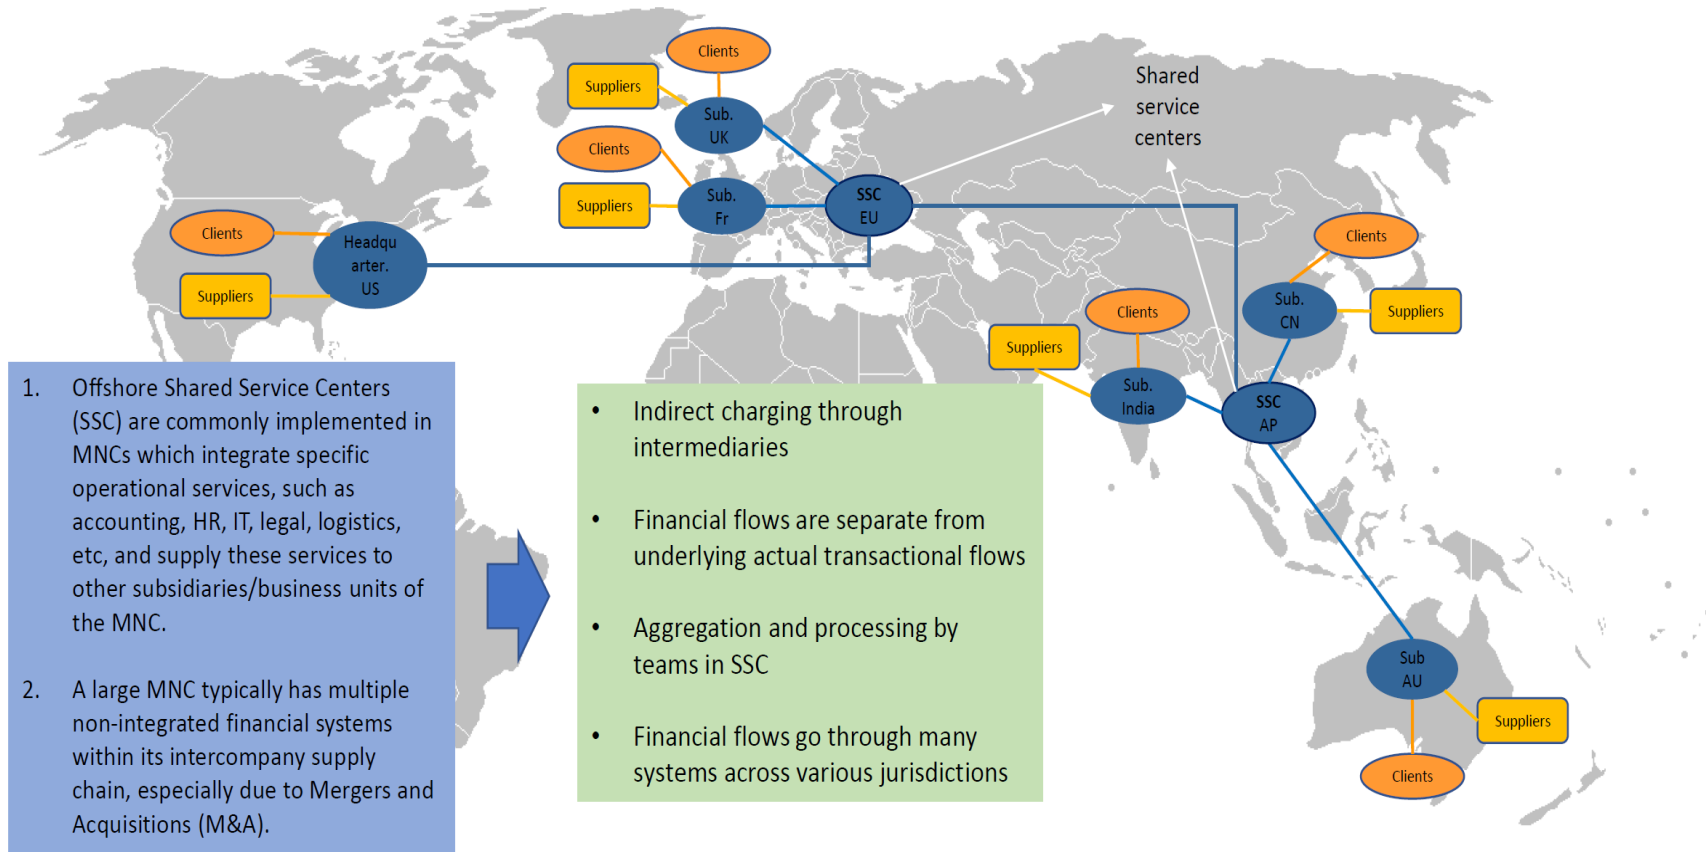 Clients
Suppliers
Sub.
UK
Clients
Suppliers
Sub.
Fr
SSC
EU
Shared
service
centers
Clients
Suppliers
Headqu
arter.
US
Clients
Sub.
CN
Suppliers
Clients
Suppliers
Sub.
India
SSC
AP
Sub
AU
Suppliers
Clients
1. Offshore Shared Service Centers
(SSC) are commonly implemented in
MNCs which integrate specific
operational services, such as
accounting, HR, IT, legal, logistics,
etc, and supply these services to
other subsidiaries/business units of
the MNC.
2. A large MNC typically has multiple
non-integrated financial systems
within its intercompany supply
chain, especially due to Mergers and
Acquisitions (M&A).
• Indirect charging through
intermediaries
• Financial flows are separate from
underlying actual transactional flows
• Aggregation and processing by
teams in SSC
• Financial flows go through many
systems across various jurisdictions